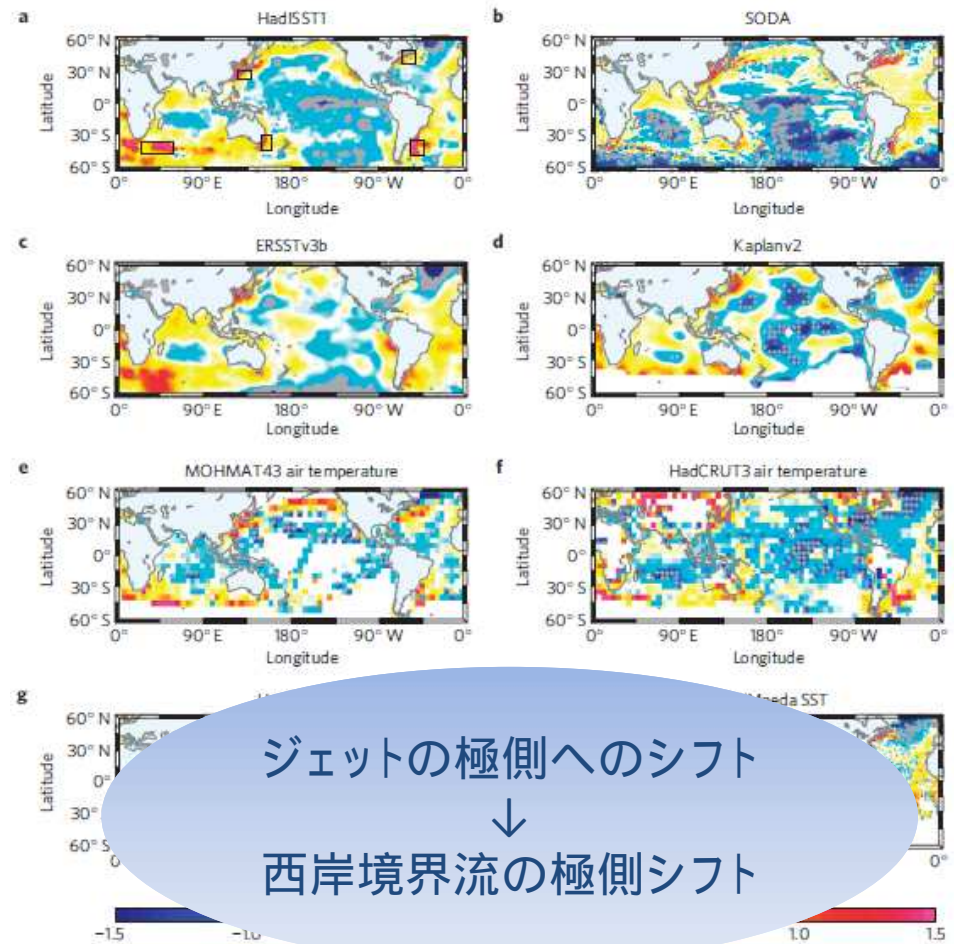 a
HadISST1
60° N
30° N
0°
30° S
60° S
Latitude
0°
90° E
180°
90° W
0°
Longitude
b
SODA
60° N
30° N
0°
30° S
60° S
Latitude
0°
90° E
180°
90° W
0°
Longitude
c
ERSSTv3b
60° N
30° N
0°
30° S
60° S
Latitude
0°
90° E
180°
90° W
0°
Longitude
d
Kaplanv2
60° N
30° N
0°
30° S
60° S
Latitude
0°
90° E
180°
90° W
0°
Longitude
e
MOHMAT43 air temperature
60° N
30° N
0°
30° S
60° S
Latitude
0°
90° E
180°
90° W
0°
Longitude
f
HadCRUT3 air temperature
60° N
30° N
0°
30° S
60° S
Latitude
0°
90° E
180°
90° W
0°
Longitude
g
SST
60° N
30° N
0°
30°
60° S
Latitude
0°
ジェットの極側へのシフト
↓
西岸境界流の極側シフト
−1.5
−1.0
1.0
1.5